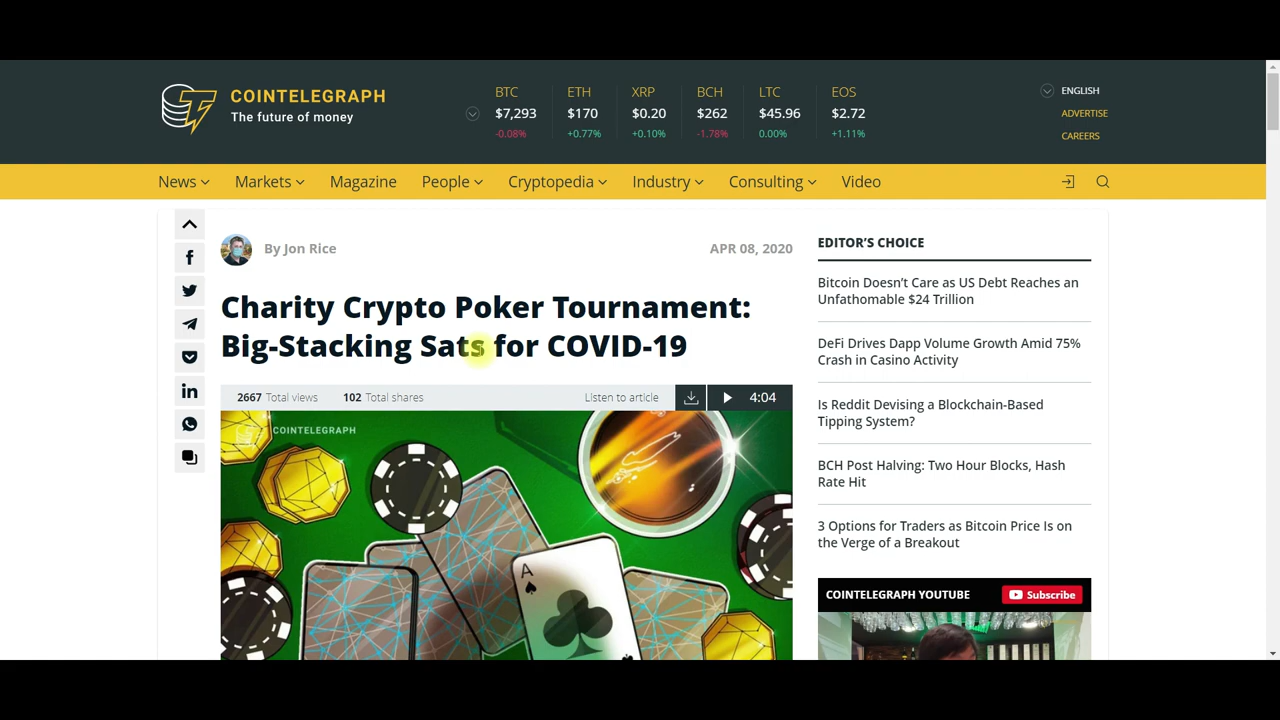 COINTELEGRAPH
The future of money
BTC ETH XRP BCH LTC EOS
$7,293 $170 $0.20 $262 $45.96 $2.72
-0.08% +0.77% +0.10% -1.78% 0.00% +1.11%
ENGLISH
ADVERTISE
CAREERS
News Markets Magazine People Cryptopedia Industry Consulting Video
By Jon Rice APR 08, 2020
Charity Crypto Poker Tournament:
Big-Stacking Sats for COVID-19
2667 Total views 102 Total shares Listen to article 4:04
COINTELEGRAPH
A
EDITOR'S CHOICE
Bitcoin Doesn't Care as US Debt Reaches an
Unfathomable $24 Trillion
DeFi Drives Dapp Volume Growth Amid 75%
Crash in Casino Activity
Is Reddit Devising a Blockchain-Based
Tipping System?
BCH Post Halving: Two Hour Blocks, Hash
Rate Hit
3 Options for Traders as Bitcoin Price Is on
the Verge of a Breakout
COINTELEGRAPH YOUTUBE Subscribe